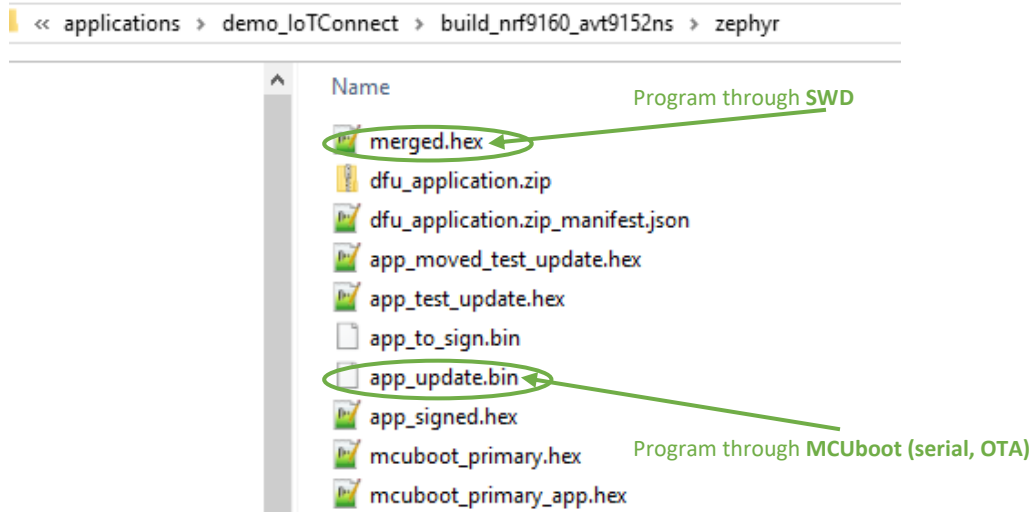 « applications > demo_IoTConnect > build_nrf9160_avt9152ns > zephyr
Name
Program through SWD
merged.hex
dfu_application.zip
dfu_application.zip_manifest.json
app_moved_test_update.hex
app_test_update.hex
app_to_sign.bin
app_update.bin
app_signed.hex
Program through MCUboot (serial, OTA)
mcuboot_primary.hex
mcuboot_primary_app.hex